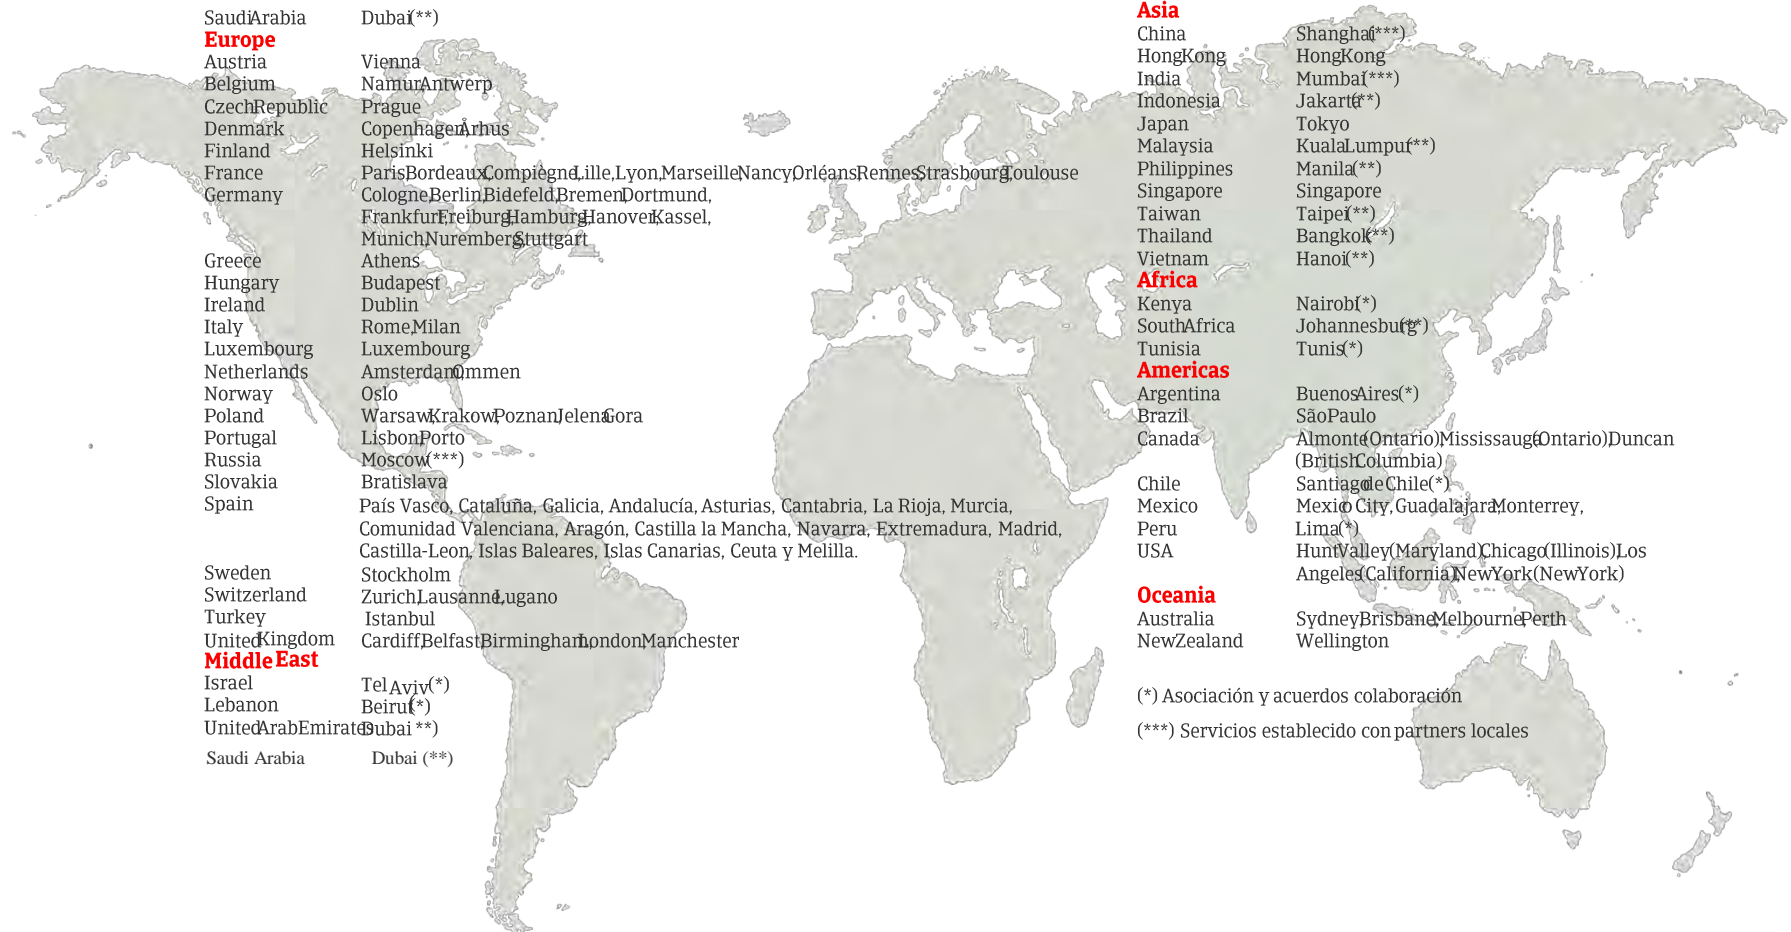 Saudi Arabia Dubai (**)
Europe
Austria Vienna
Belgium Namur, Antwerp
Czech Republic Prague
Denmark Copenhagen, Århus
Finland Helsinki
France Paris, Bordeaux, Compiègne, Lille, Lyon, Marseille, Nancy, Orléans, Rennes, Strasbourg, Toulouse
Germany Cologne, Berlin, Bielefeld, Bremen, Dortmund,
Frankfurt, Freiburg, Hamburg, Hanover, Kassel,
Munich, Nuremberg, Stuttgart
Greece Athens
Hungary Budapest
Ireland Dublin
Italy Rome, Milan
Luxembourg Luxembourg
Netherlands Amsterdam, Ommen
Norway Oslo
Poland Warsaw, Krakow, Poznan, Jelena Gora
Portugal Lisbon, Porto
Russia Moscow (***)
Slovakia Bratislava
Spain País Vasco, Cataluña, Galicia, Andalucía, Asturias, Cantabria, La Rioja, Murcia,
Comunidad Valenciana, Aragón, Castilla la Mancha, Navarra, Extremadura, Madrid,
Castilla-Leon, Islas Baleares, Islas Canarias, Ceuta y Melilla.
Sweden Stockholm
Switzerland Zurich, Lausanne, Lugano
Turkey Istanbul
United Kingdom Cardiff, Belfast, Birmingham, London, Manchester
Middle East
Israel Tel Aviv (*)
Lebanon Beirut (*)
United Arab Emirates Dubai **)
Saudi Arabia Dubai (**)
Asia
China Shanghai (***)
Hong Kong Hong Kong
India Mumbai (***)
Indonesia Jakarta (**)
Japan Tokyo
Malaysia Kuala Lumpur (**)
Philippines Manila (**)
Singapore Singapore
Taiwan Taipei (**)
Thailand Bangkok (**)
Vietnam Hanoi (**)
Africa
Kenya Nairobi (*)
South Africa Johannesburg (**)
Tunisia Tunis (*)
Americas
Argentina Buenos Aires (*)
Brazil São Paulo
Canada Almonte (Ontario), Mississauga (Ontario), Duncan
(British Columbia)
Chile Santiago de Chile (*)
Mexico Mexico City, Guadalajara, Monterrey,
Peru Lima (*)
USA Hunt Valley (Maryland), Chicago (Illinois), Los
Angeles (California), New York (New York)
Oceania
Australia Sydney, Brisbane, Melbourne, Perth
New Zealand Wellington
(*) Asociación y acuerdos colaboración
(***) Servicios establecido con partners locales